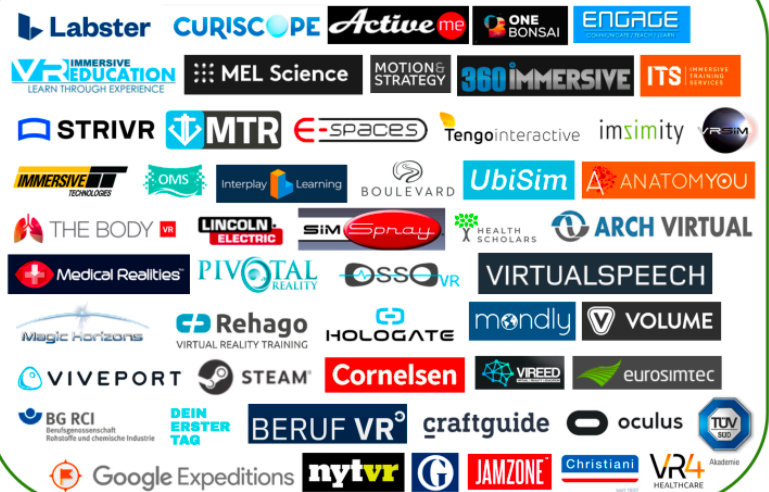 Labster
CURISCOPE
Active me
ONE
BONSAI
ENGAGE
COMMUNICATE / TEACH / LEARN
VR IMMERSIVE
EDUCATION
LEARN THROUGH EXPERIENCE
MEL Science
MOTION&
STRATEGY
360 iMMERSIVE
ITS
IMMERSIVE
TRAINING
SERVICES
STRIVR
MTR
E-SPACES
Tengointeractive
imsimity
VRSIM
IMMERSIVE
TECHNOLOGIES
OMS
Interplay Learning
BOULEVARD
UbiSim
ANATOMYOU
THE BODY VR
LINCOLN
ELECTRIC
SIM Spray
HEALTH
SCHOLARS
ARCH VIRTUAL
Medical Realities™
PIVOTAL
REALITY
OSSO VR
VIRTUALSPEECH
Magic Horizons
Rehago
VIRTUAL REALITY TRAINING
HOLOGATE
mondly
VOLUME
VIVEPORT
STEAM®
Cornelsen
VIREED
eurosimtec
BG RCI
Berufsgenossenschaft
Rohstoffe und chemische Industrie
DEIN
ERSTER
TAG
BERUF VR
craftguide
oculus
TÜV
SÜD
Akademie
Google Expeditions
nytvr
G
JAMZONE
Christiani
VR4
HEALTHCARE